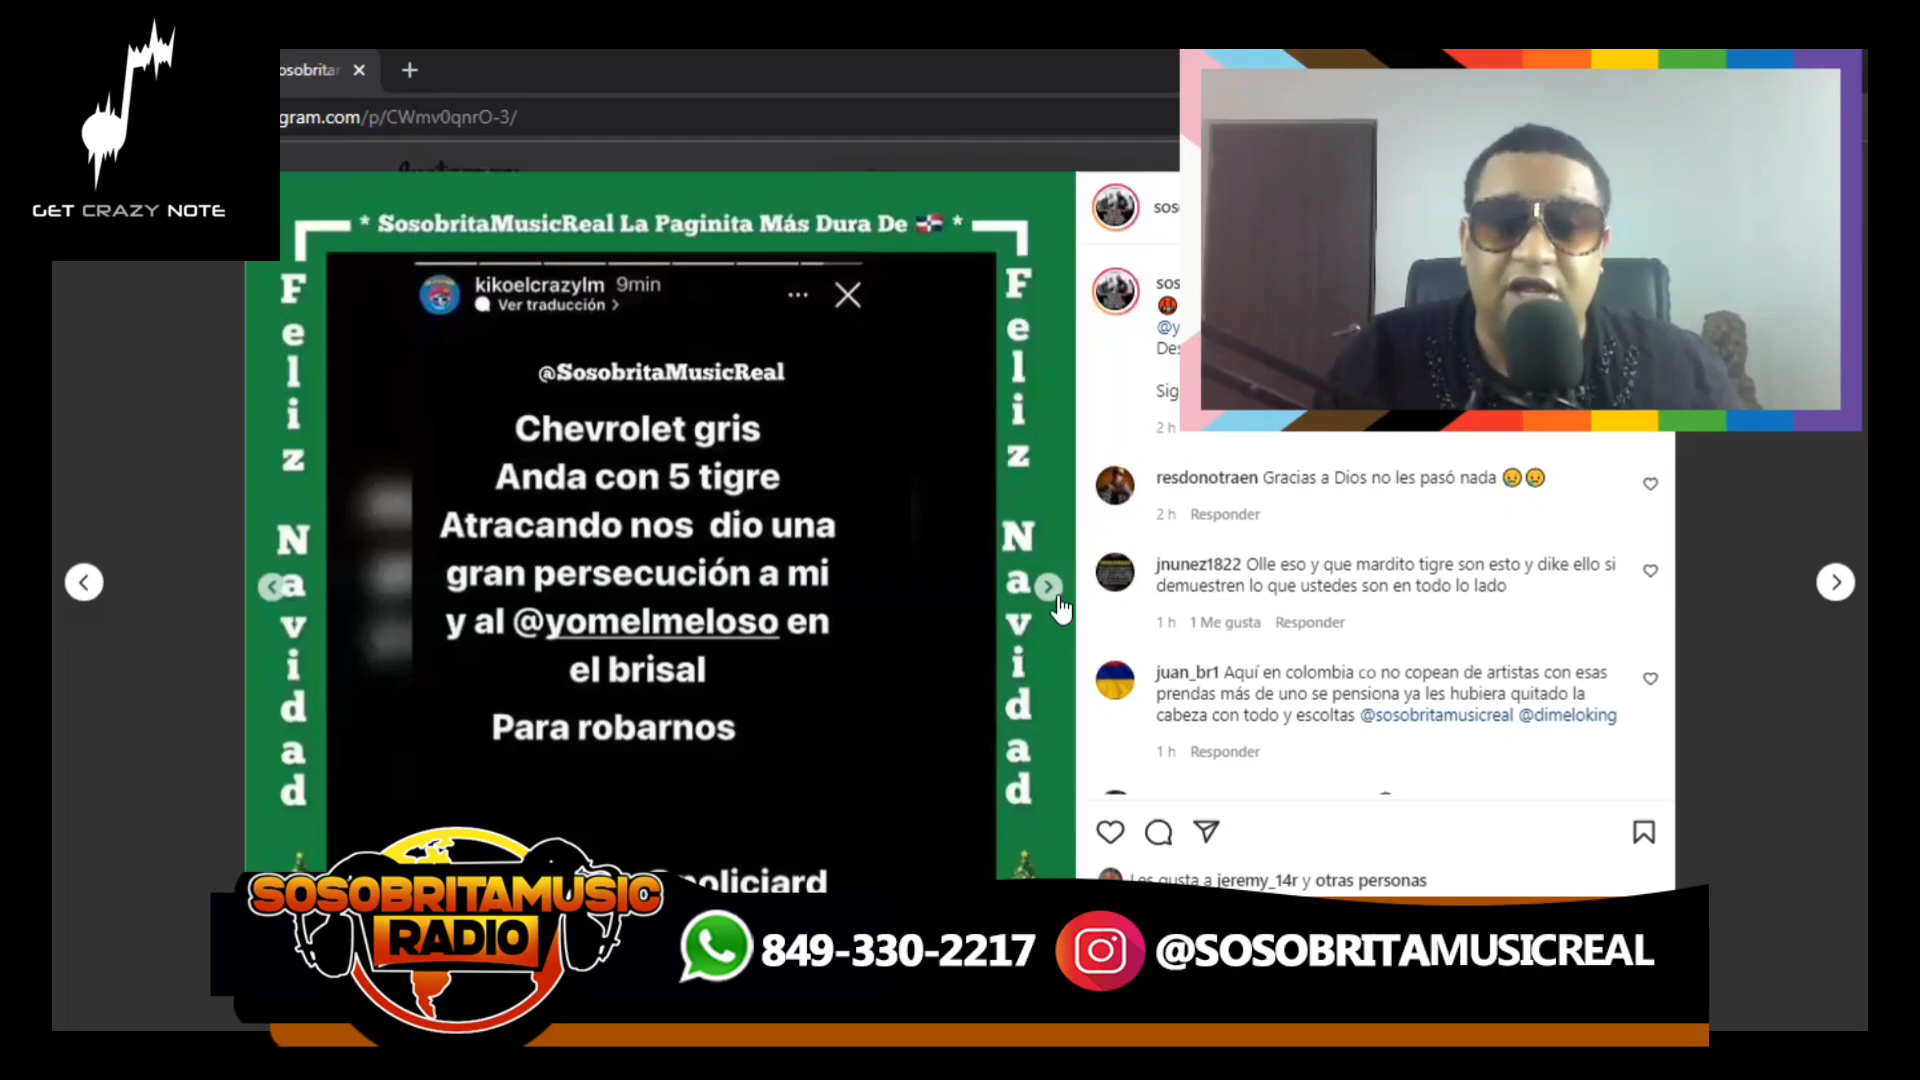 GET CRAZY NOTE
osobritar
gram.com/p/CWmv0qnrO-3/
* SosobritaMusicReal La Paginita Más Dura De 🇩🇴 *
Feliz Navidad
Feliz Navidad
kikoelcrazylm 9min
Ver traducción >
@SosobritaMusicReal
Chevrolet gris
Anda con 5 tigre
Atracando nos dio una
gran persecución a mi
y al @yomelmeloso en
el brisal
Para robarnos
policiard
sos
sos
@y
Des
Sig
2 h
resdonotraen Gracias a Dios no les pasó nada 😢😢
2 h Responder
jnunez1822 Olle eso y que mardito tigre son esto y dike ello si
demuestren lo que ustedes son en todo lo lado
1 h 1 Me gusta Responder
juan_br1 Aquí en colombia co no copean de artistas con esas
prendas más de uno se pensiona ya les hubiera quitado la
cabeza con todo y escoltas @sosobritamusicreal @dimeloking
1 h Responder
Les gusta a jeremy_14r y otras personas
SOSOBRITAMUSIC
RADIO
849-330-2217
@SOSOBRITAMUSICREAL